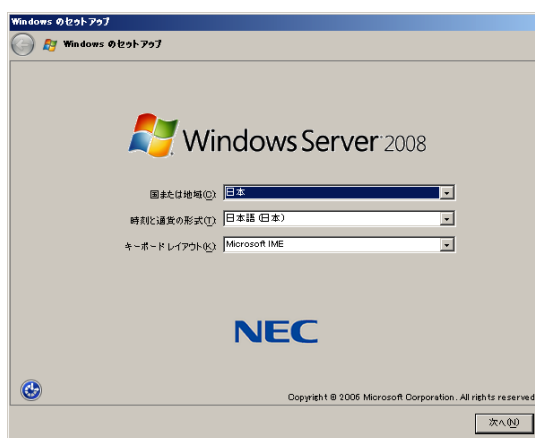 Windows のセットアップ
Windows のセットアップ
Windows Server 2008
国または地域(C): 日本
時刻と通貨の形式(T): 日本語 (日本)
キーボード レイアウト(K): Microsoft IME
NEC
Copyright © 2006 Microsoft Corporation. All rights reserved
次へ(N)